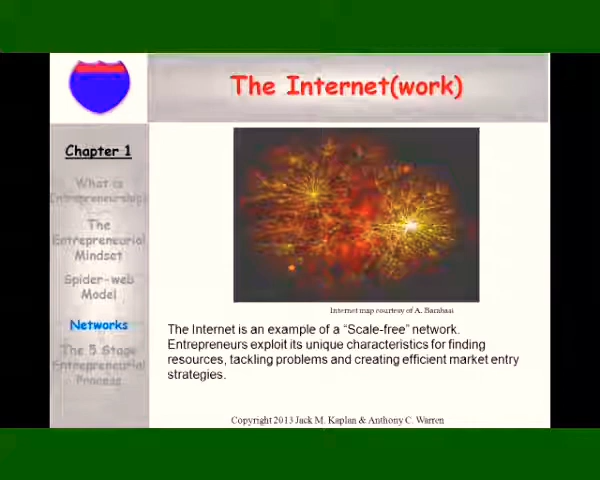 The Internet(work)
Chapter 1
What is
Entrepreneurship?
The
Entrepreneurial
Mindset
Spider-web
Model
Networks
The 5 Stage
Entrepreneurial
Process
Internet map courtesy of A. Barabasi
The Internet is an example of a “Scale-free” network.
Entrepreneurs exploit its unique characteristics for finding
resources, tackling problems and creating efficient market entry
strategies.
Copyright 2013 Jack M. Kaplan & Anthony C. Warren